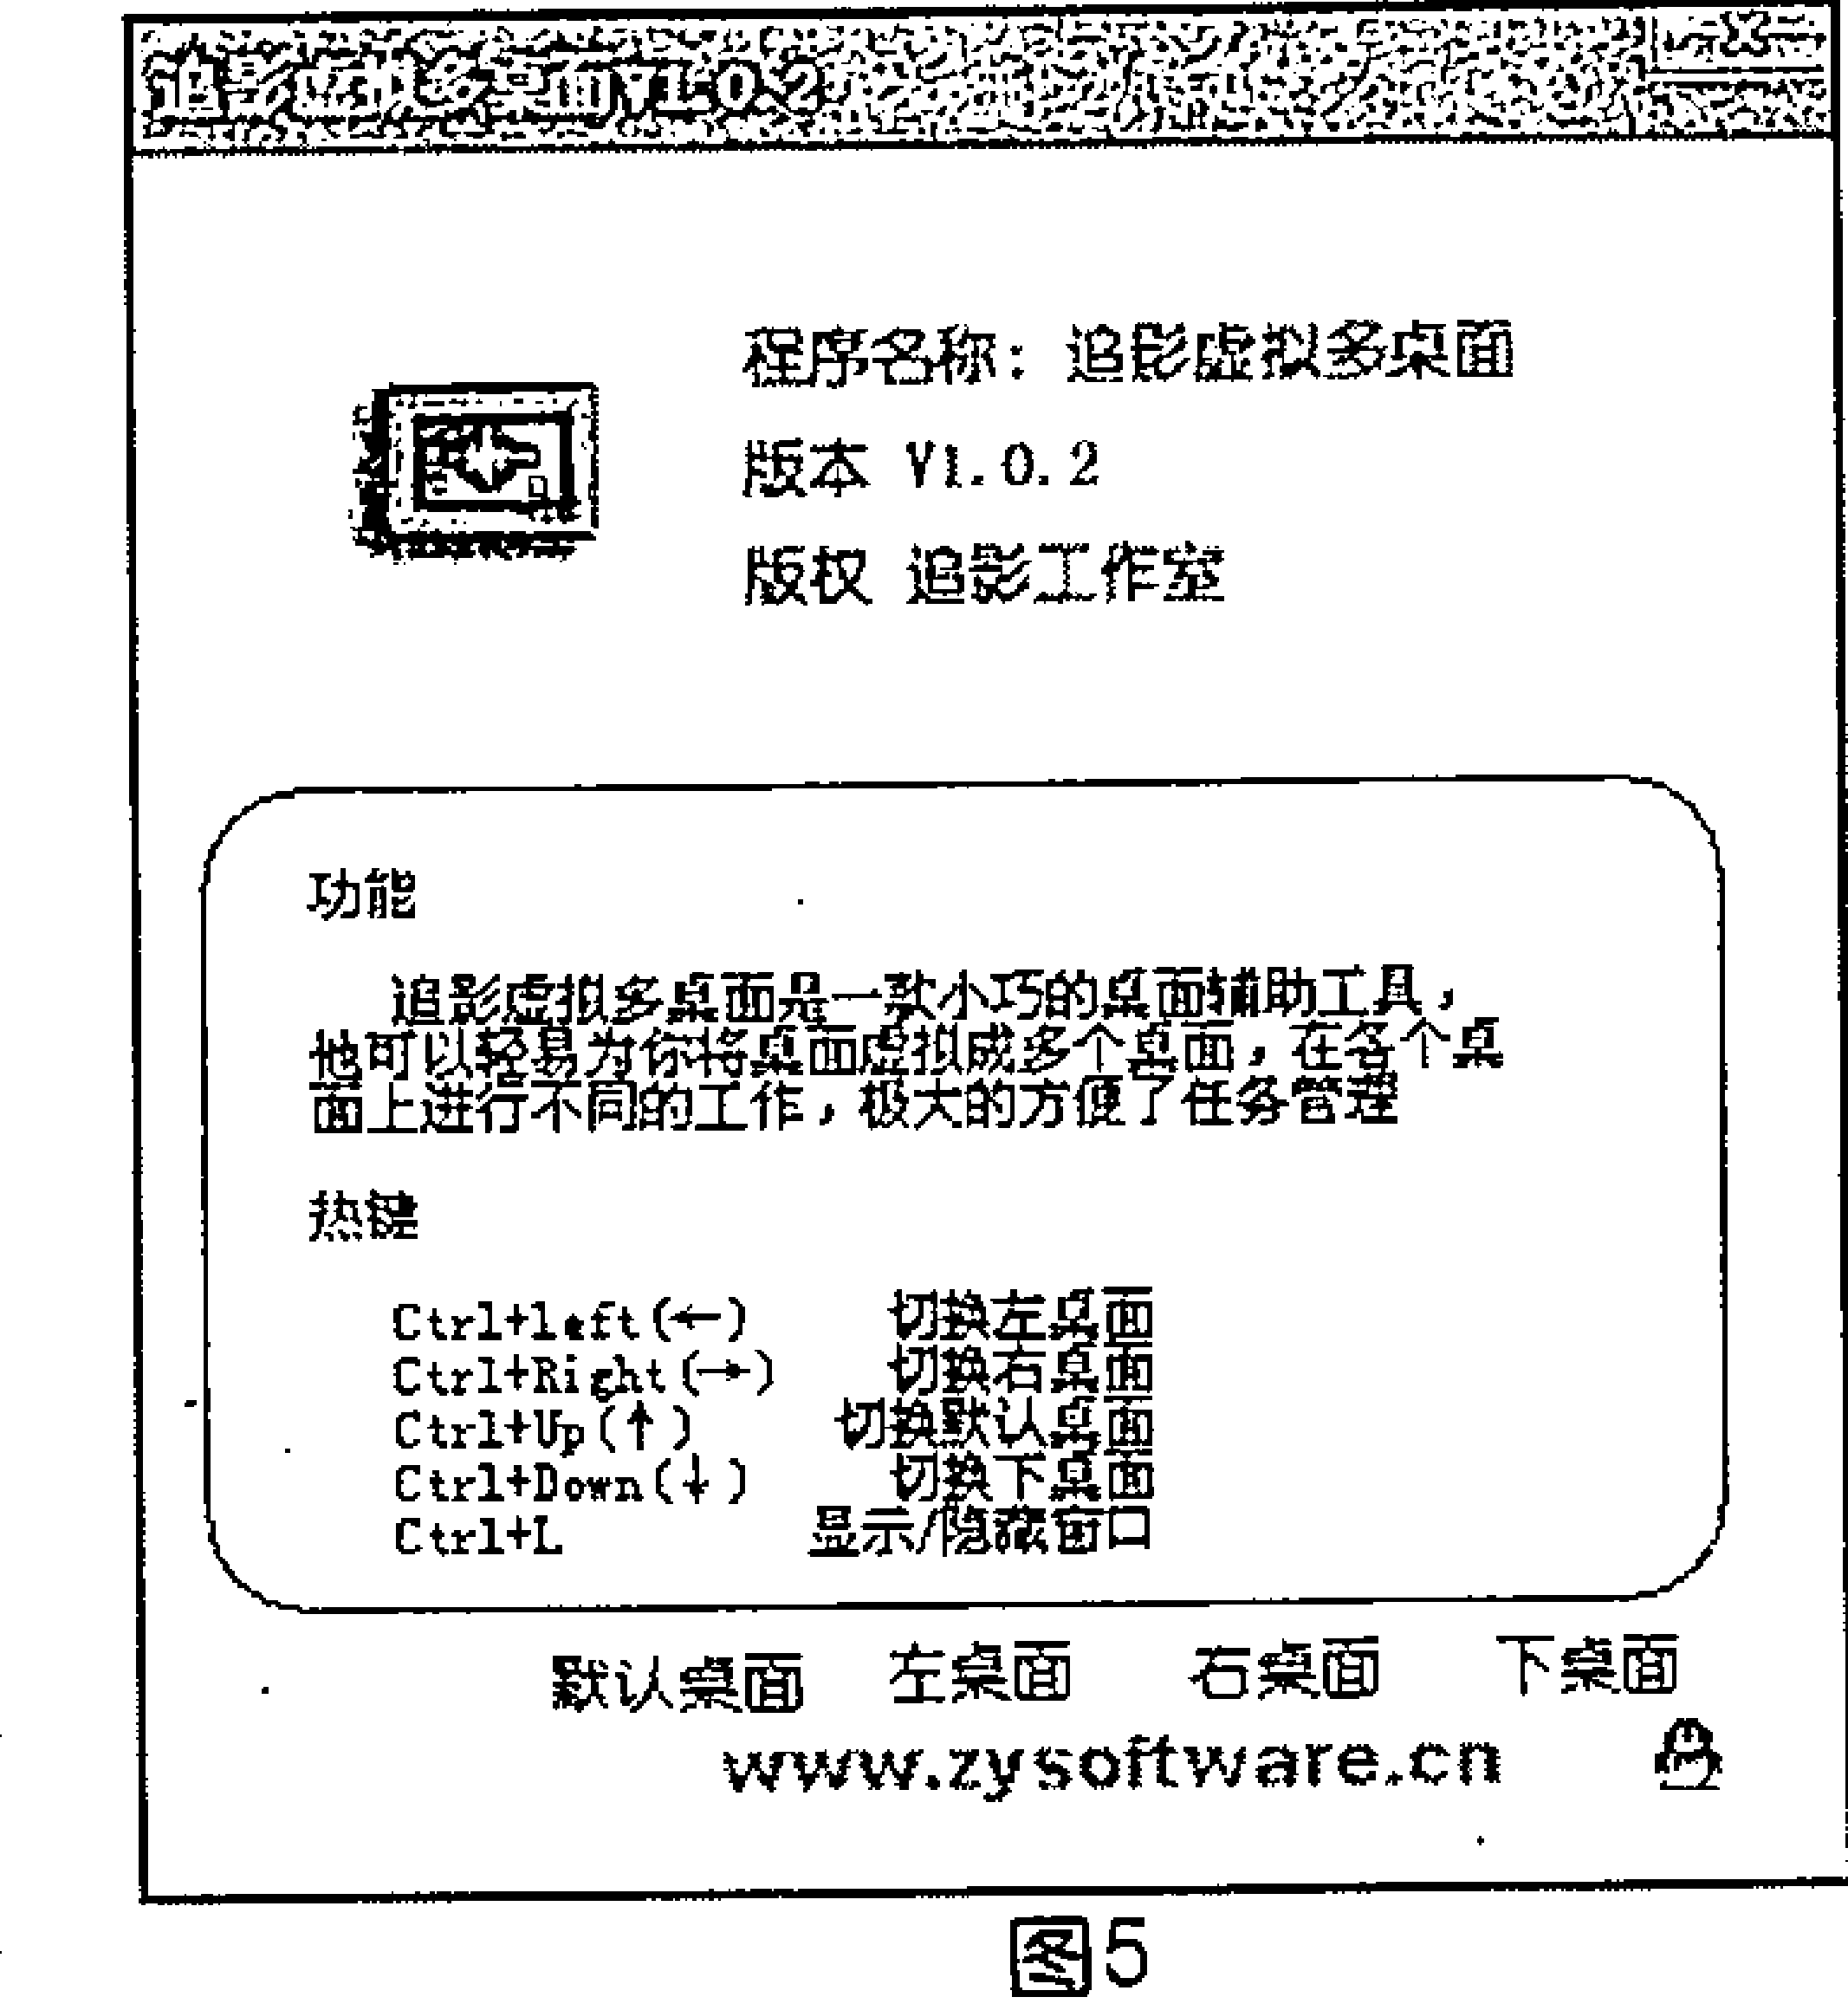 追影虚拟多桌面V1.0.2
程序名称：追影虚拟多桌面
版本 V1.0.2
版权 追影工作室
功能
追影虚拟多桌面是一款小巧的桌面辅助工具，
他可以轻易为你将桌面虚拟成多个桌面，在各个桌
面上进行不同的工作，极大的方便了任务管理
热键
Ctrl+left(←) 切换左桌面
Ctrl+Right(→) 切换右桌面
Ctrl+Up(↑) 切换默认桌面
Ctrl+Down(↓) 切换下桌面
Ctrl+L 显示/隐藏窗口
默认桌面 左桌面 右桌面 下桌面
www.zysoftware.cn
图5